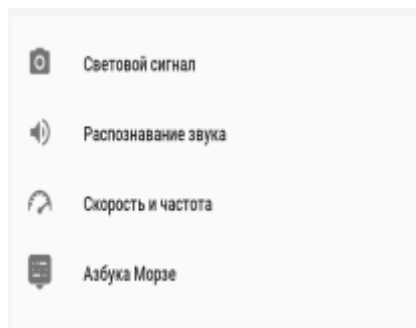 Световой сигнал
Распознавание звука
Скорость и частота
Азбука Морзе